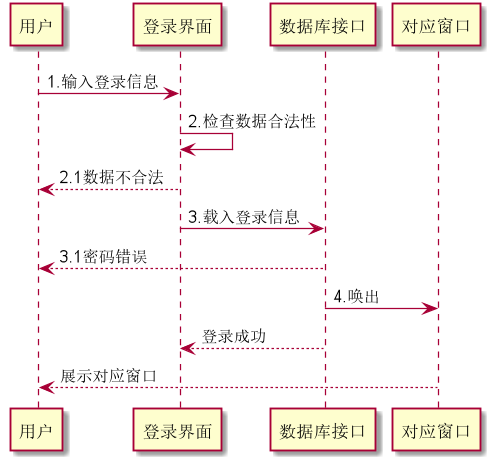 用户 登录界面 数据库接口 对应窗口
1.输入登录信息
2.检查数据合法性
2.1数据不合法
3.载入登录信息
3.1密码错误
4.唤出
登录成功
展示对应窗口
用户 登录界面 数据库接口 对应窗口